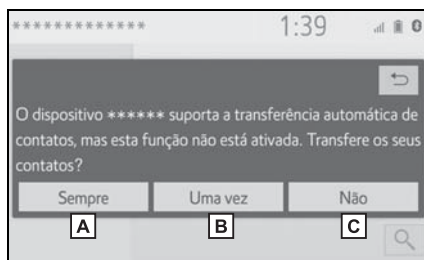 ************* 1:39
O dispositivo ****** suporta a transferência automática de
contatos, mas esta função não está ativada. Transfere os seus
contatos?
Sempre Uma vez Não
A B C